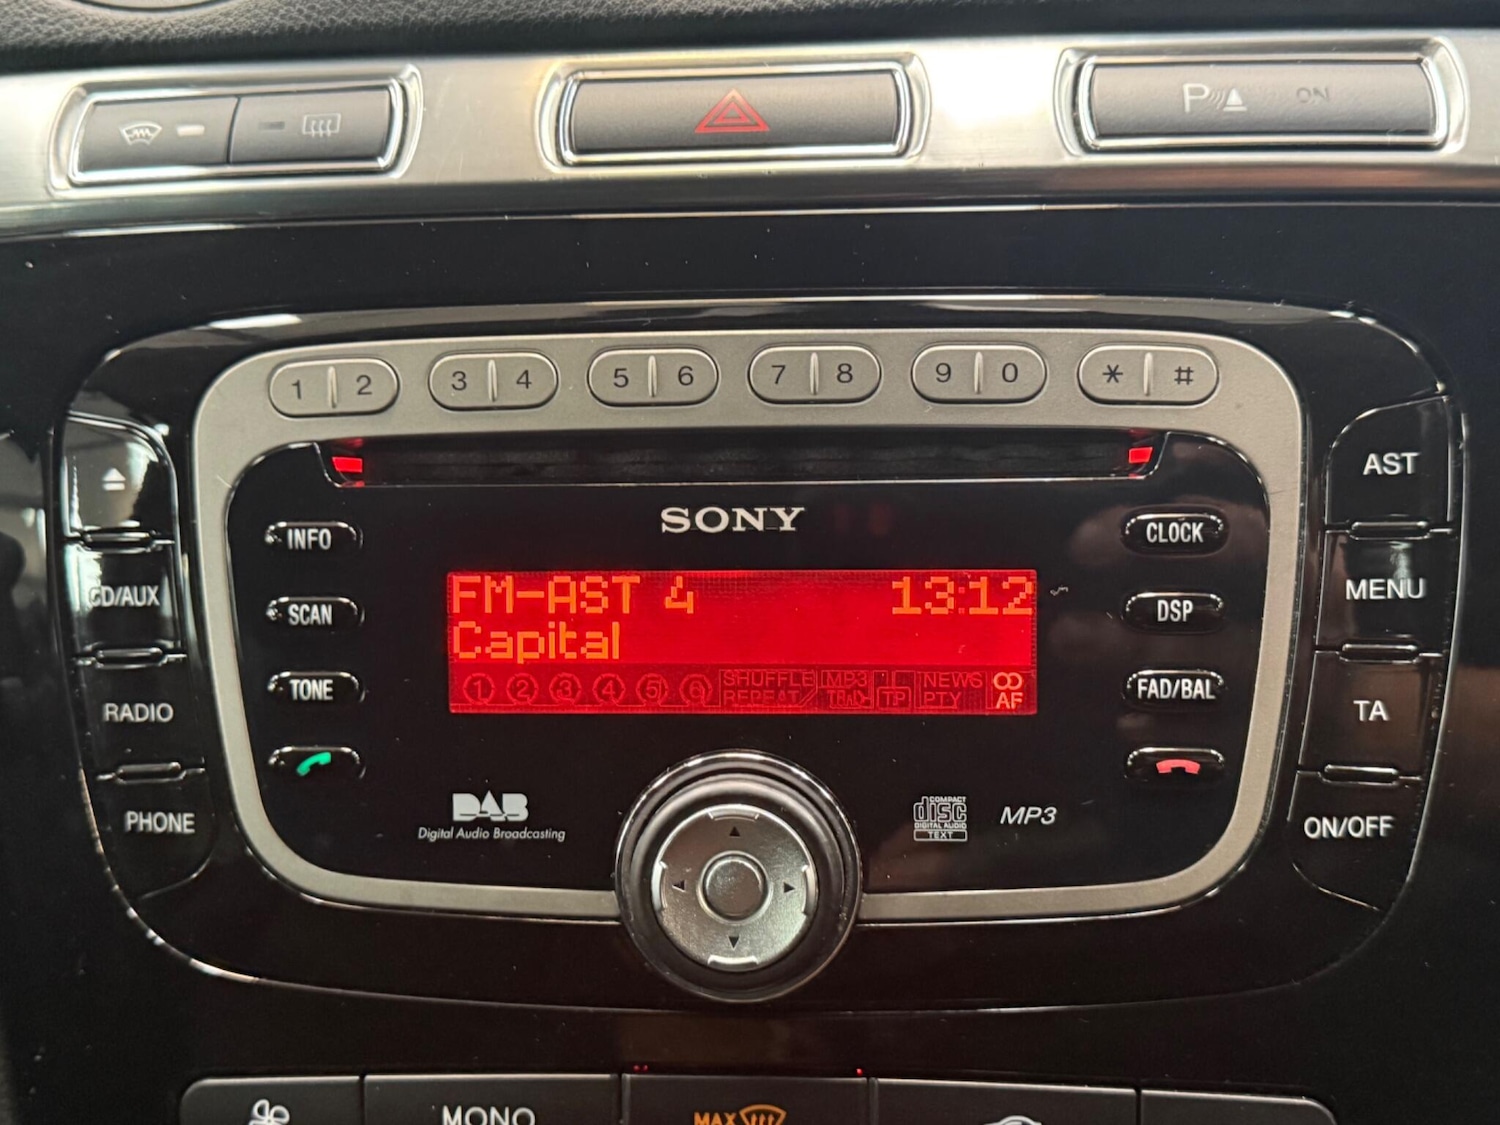 P ON
1 2 3 4 5 6 7 8 9 0 * #
SONY
AST
INFO
CLOCK
CD/AUX
MENU
SCAN
DSP
FM-AST 4 13:12
Capital
1 2 3 4 5 6 SHUFFLE MP3 NEWS
REPEAT TP PTY AF
TONE
FAD/BAL
RADIO
TA
PHONE
ON/OFF
DAB
Digital Audio Broadcasting
COMPACT
disc
DIGITAL AUDIO
TEXT
MP3
MONO
MAX